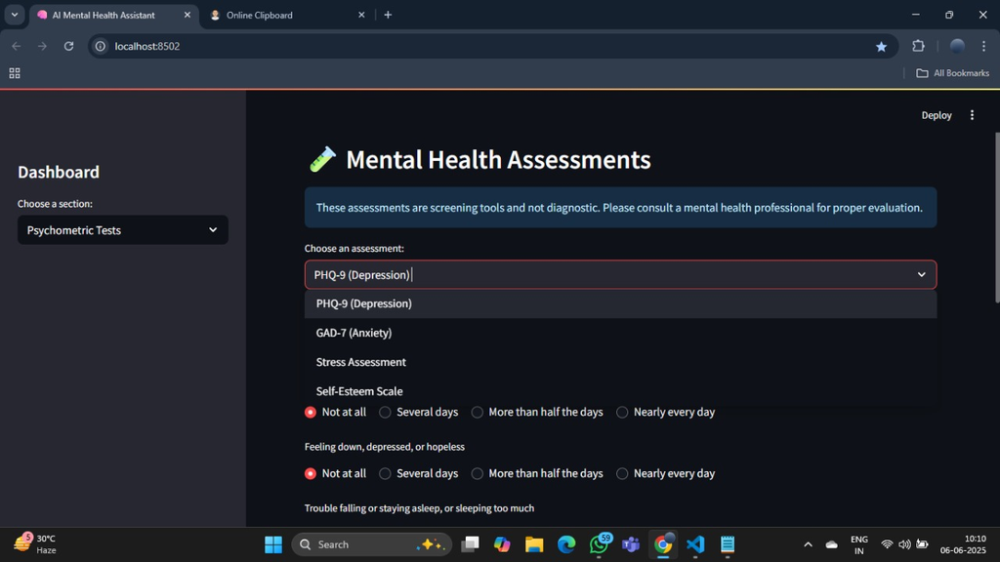 AI Mental Health Assistant
Online Clipboard
localhost:8502
All Bookmarks
Deploy
Dashboard
Choose a section:
Psychometric Tests
Mental Health Assessments
These assessments are screening tools and not diagnostic. Please consult a mental health professional for proper evaluation.
Choose an assessment:
PHQ-9 (Depression)
PHQ-9 (Depression)
GAD-7 (Anxiety)
Stress Assessment
Self-Esteem Scale
Not at all Several days More than half the days Nearly every day
Feeling down, depressed, or hopeless
Not at all Several days More than half the days Nearly every day
Trouble falling or staying asleep, or sleeping too much
5
30°C
Haze
Search
59
ENG
IN
10:10
06-06-2025